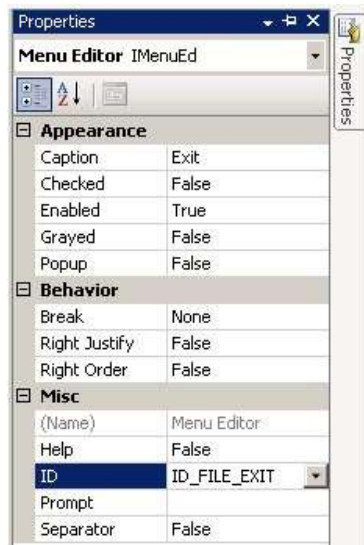 Properties
Menu Editor IMenuEd
Appearance
Caption Exit
Checked False
Enabled True
Grayed False
Popup False
Behavior
Break None
Right Justify False
Right Order False
Misc
(Name) Menu Editor
Help False
ID ID_FILE_EXIT
Prompt
Separator False
Properties